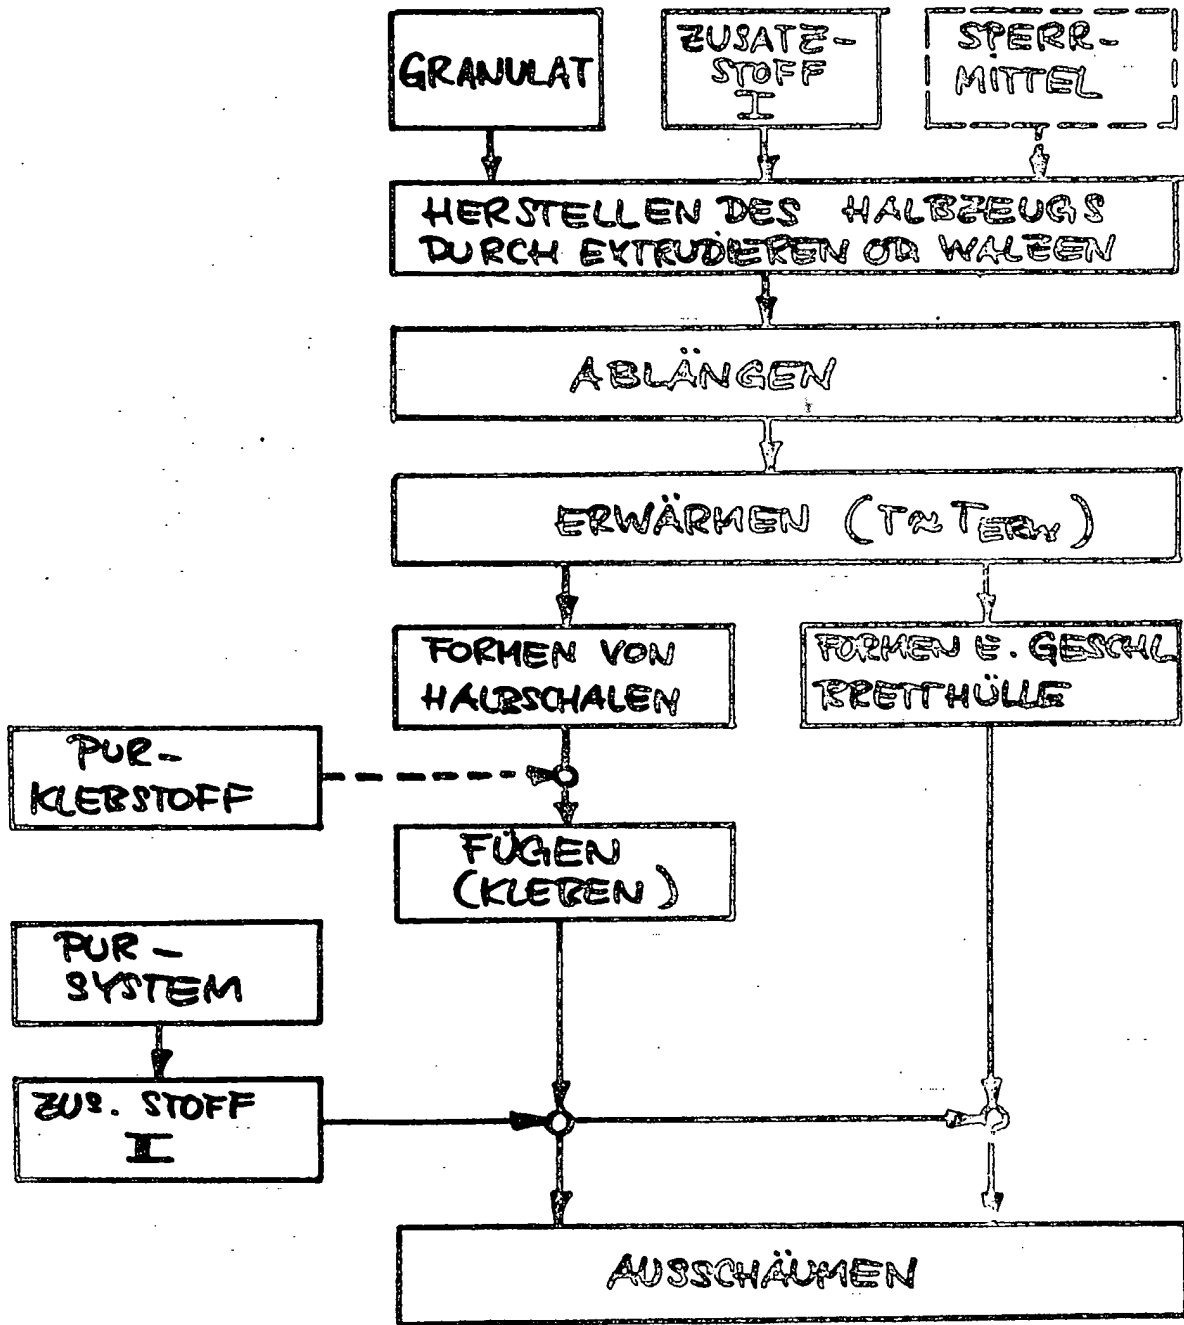 GRANULAT
ZUSATZ-
STOFF
I
SPERR-
MITTEL
HERSTELLEN DES HALBZEUGS
DURCH EXTRUDIEREN OD WALZEN
ABLÄNGEN
ERWÄRMEN (T≈TERW)
FORMEN VON
HALBSCHALEN
FORMEN E. GESCHL
BRETTHÜLLE
PUR-
KLEBSTOFF
FÜGEN
(KLEBEN)
PUR-
SYSTEM
ZUS. STOFF
II
AUSSCHÄUMEN